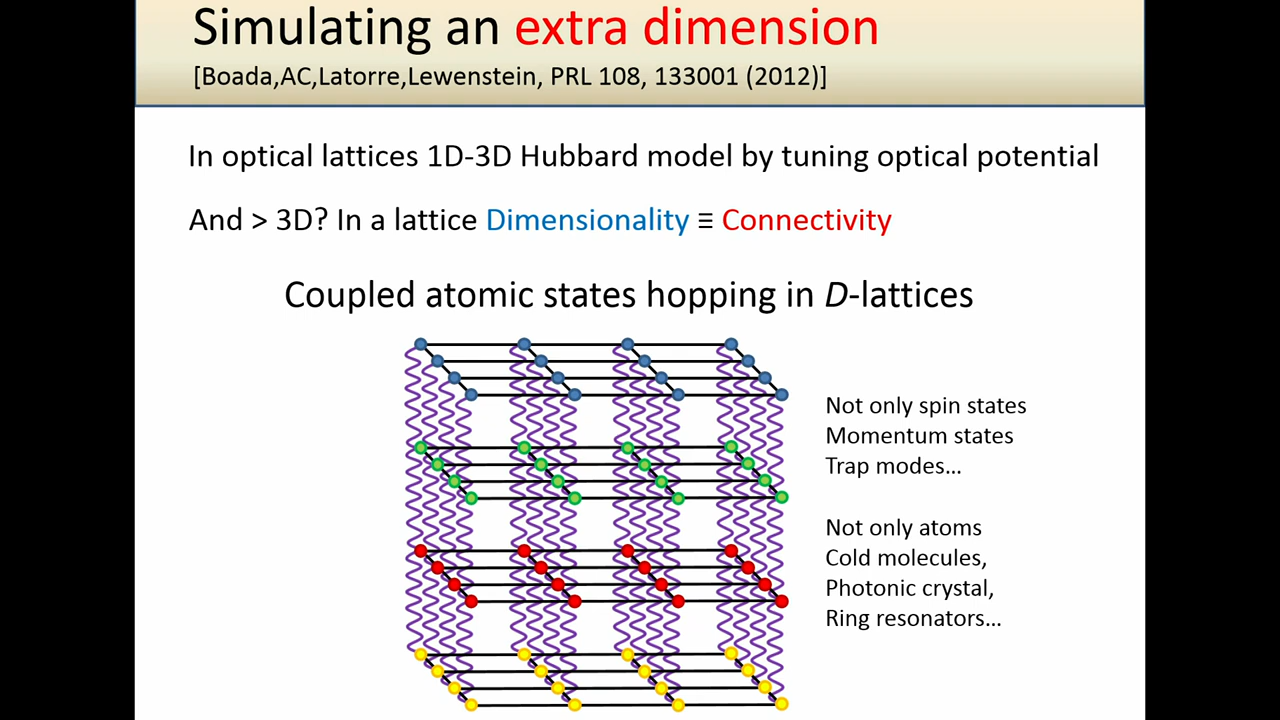 Simulating an extra dimension
[Boada,AC,Latorre,Lewenstein, PRL 108, 133001 (2012)]
In optical lattices 1D-3D Hubbard model by tuning optical potential
And > 3D? In a lattice Dimensionality ≡ Connectivity
Coupled atomic states hopping in D-lattices
Not only spin states
Momentum states
Trap modes…
Not only atoms
Cold molecules,
Photonic crystal,
Ring resonators…